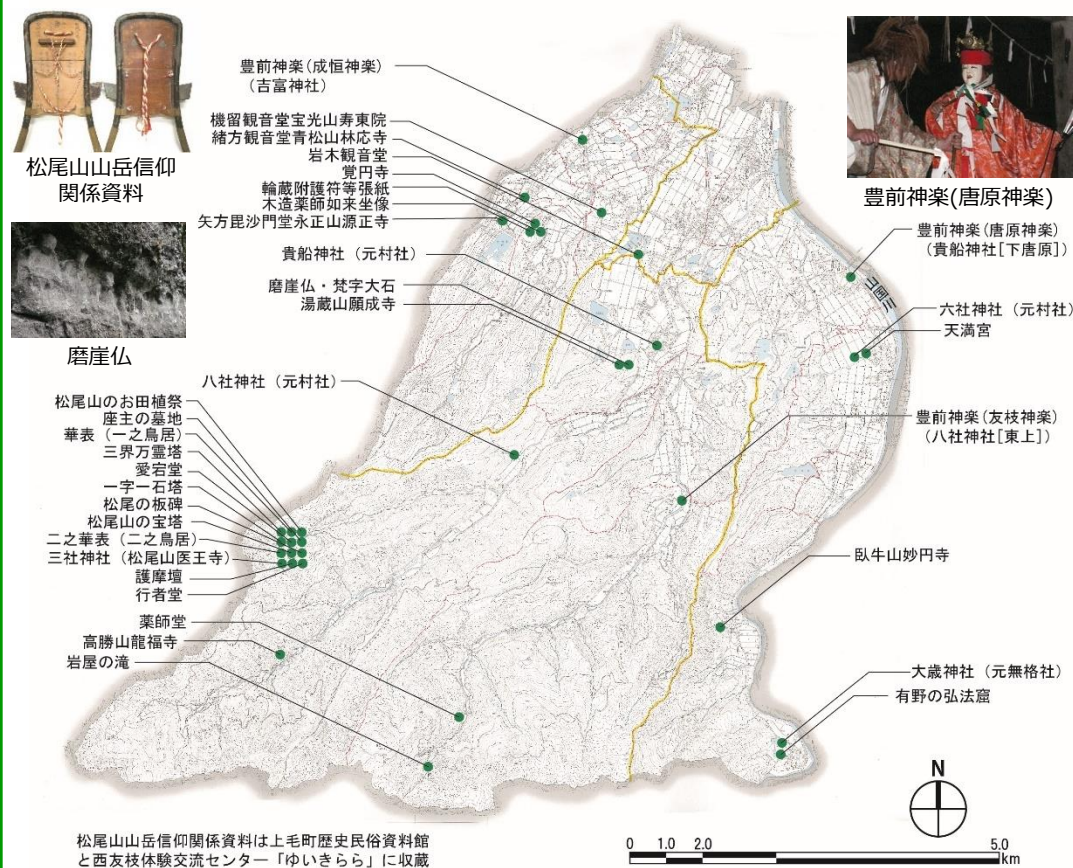 松尾山山岳信仰
関係資料
磨崖仏
豊前神楽(成恒神楽)
(吉富神社)
機留観音堂宝光山寿東院
緒方観音堂青松山林応寺
岩木観音堂
覚円寺
輪蔵附護符等張紙
木造薬師如来坐像
矢方毘沙門堂永正山源正寺
貴船神社(元村社)
磨崖仏・梵字大石
湯蔵山願成寺
八社神社(元村社)
松尾山のお田植祭
座主の墓地
華表(一之鳥居)
三界万霊塔
愛宕堂
一字一石塔
松尾の板碑
松尾山の宝塔
二之華表(二之鳥居)
三社神社(松尾山医王寺)
護摩壇
行者堂
薬師堂
高勝山龍福寺
岩屋の滝
豊前神楽(唐原神楽)
豊前神楽(唐原神楽)
(貴船神社[下唐原])
六社神社(元村社)
天満宮
豊前神楽(友枝神楽)
(八社神社[東上])
臥牛山妙円寺
大歳神社(元無格社)
有野の弘法窟
N
0 1.0 2.0 5.0
km
松尾山山岳信仰関係資料は上毛町歴史民俗資料館
と西友枝体験交流センター「ゆいきらら」に収蔵